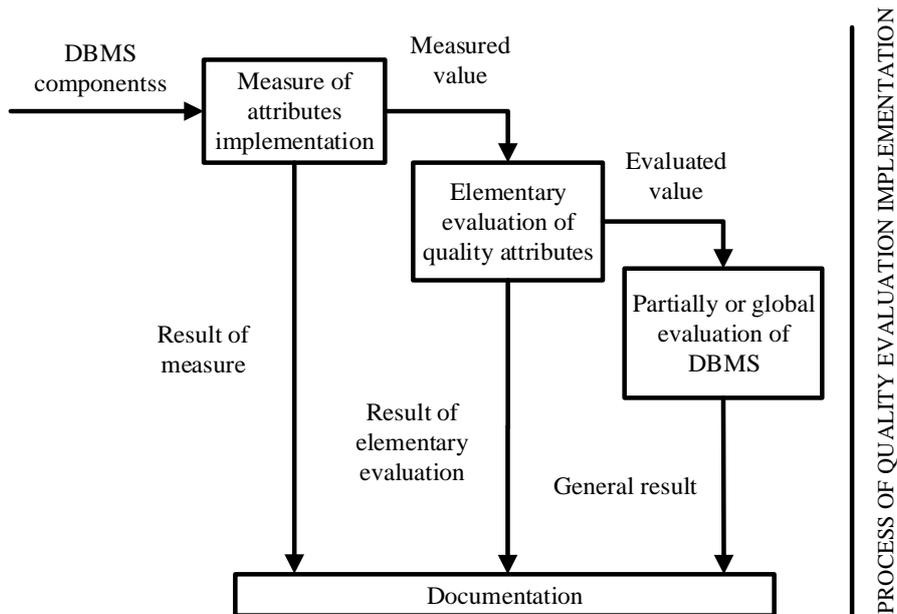 DBMS
componentss
Measure of
attributes
implementation
Measured
value
Elementary
evaluation of
quality attributes
Evaluated
value
Partially or global
evaluation of
DBMS
Result of
measure
Result of
elementary
evaluation
General result
Documentation
PROCESS OF QUALITY EVALUATION IMPLEMENTATION